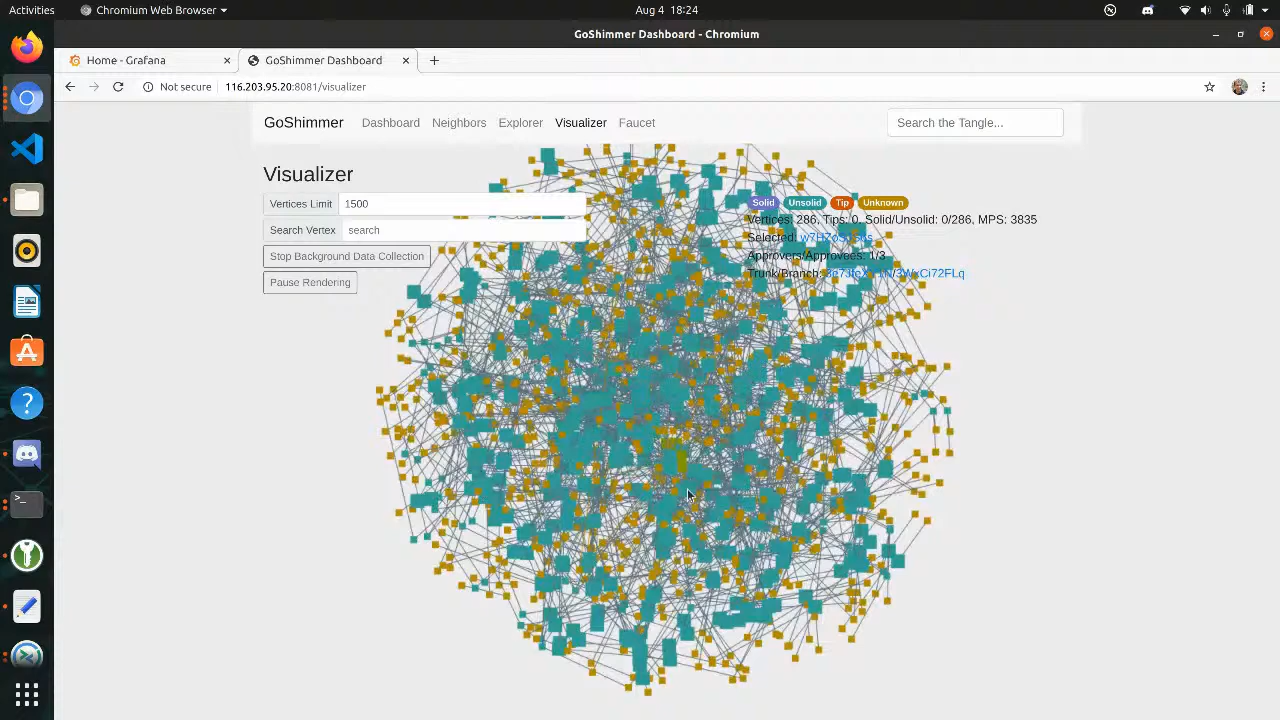 Activities
Chromium Web Browser
Aug 4 18:24
GoShimmer Dashboard - Chromium
Home - Grafana
GoShimmer Dashboard
Not secure
116.203.95.20:8081/visualizer
GoShimmer
Dashboard
Neighbors
Explorer
Visualizer
Faucet
Search the Tangle...
Visualizer
Vertices Limit 1500
Search Vertex search
Stop Background Data Collection
Pause Rendering
Solid Unsolid Tip Unknown
Vertices: 286, Tips: 0, Solid/Unsolid: 0/286, MPS: 3835
Selected:
Approvers/Approvees: 1/3
Trunk/Branch: